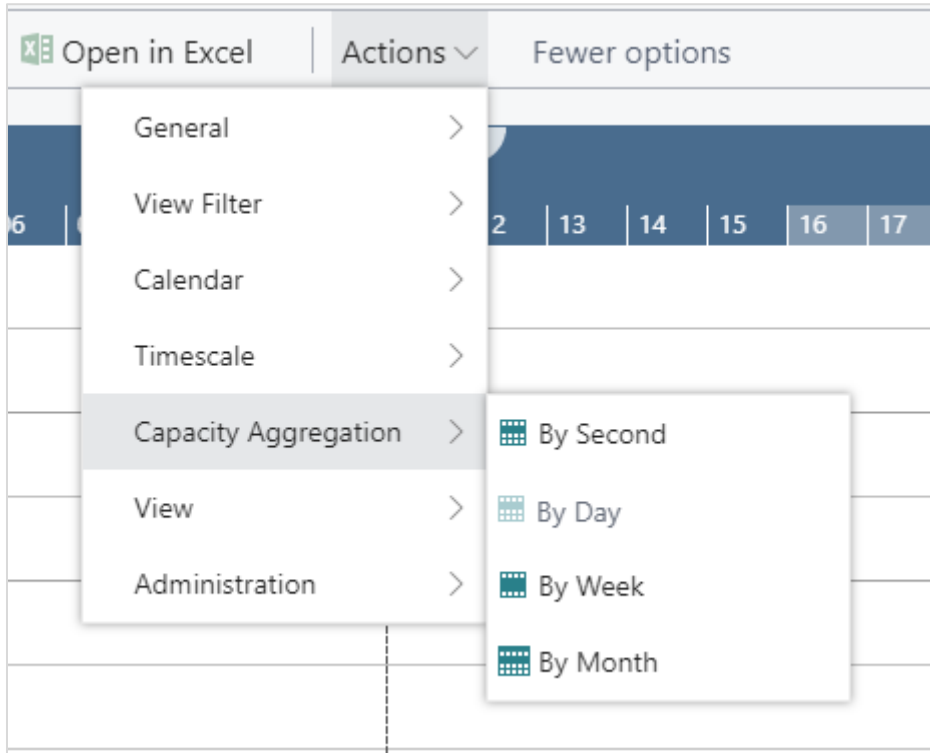 Open in Excel
Actions
Fewer options
General
View Filter
06
2
13
14
15
16
17
Calendar
Timescale
Capacity Aggregation
By Second
View
By Day
Administration
By Week
By Month